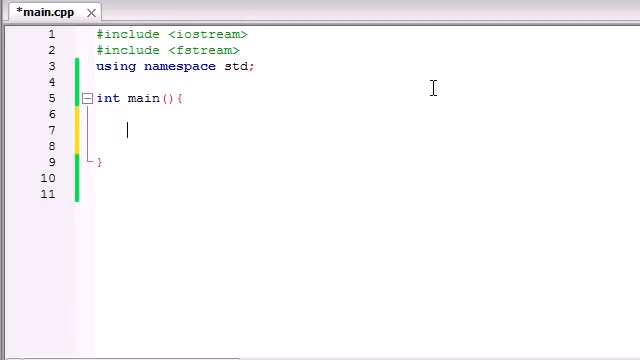 *main.cpp
1 #include <iostream>
2 #include <fstream>
3 using namespace std;
4
5 int main(){
6
7
8
9 }
10
11